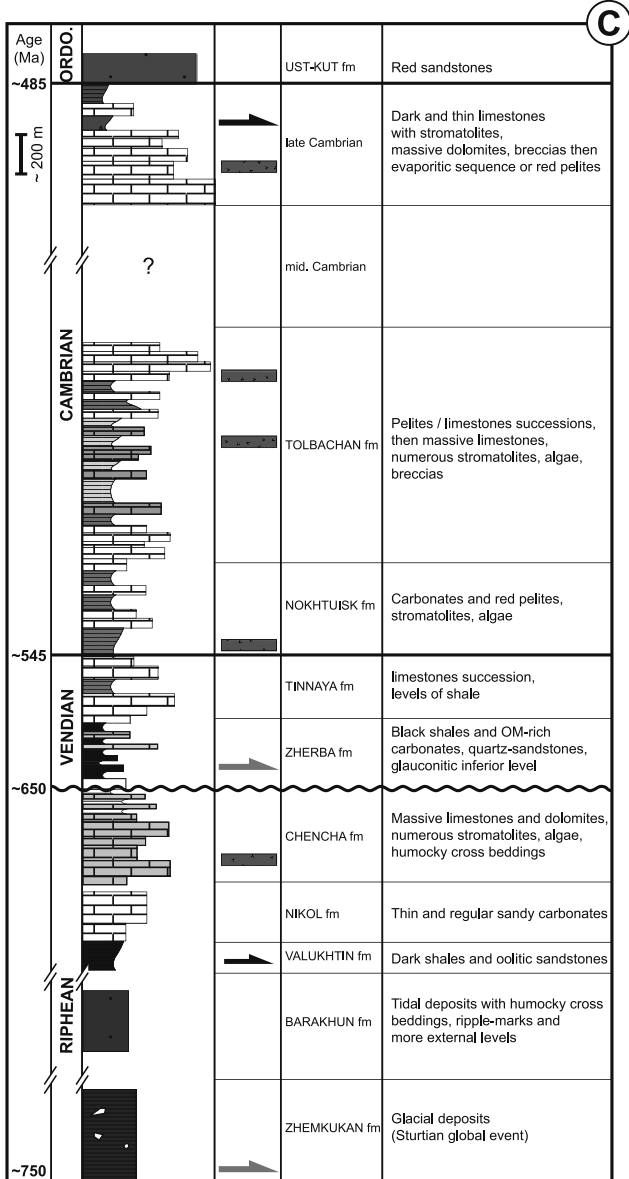 C
Age
(Ma)
ORDO.
UST-KUT fm
Red sandstones
~485
~ 200 m
late Cambrian
Dark and thin limestones
with stromatolites,
massive dolomites, breccias then
evaporitic sequence or red pelites
?
mid. Cambrian
CAMBRIAN
TOLBACHAN fm
Pelites / limestones successions,
then massive limestones,
numerous stromatolites, algae,
breccias
NOKHTUISK fm
Carbonates and red pelites,
stromatolites, algae
~545
VENDIAN
TINNAYA fm
limestones succession,
levels of shale
ZHERBA fm
Black shales and OM-rich
carbonates, quartz-sandstones,
glauconitic inferior level
~650
CHENCHA fm
Massive limestones and dolomites,
numerous stromatolites, algae,
humocky cross beddings
NIKOL fm
Thin and regular sandy carbonates
VALUKHTIN fm
Dark shales and oolitic sandstones
RIPHEAN
BARAKHUN fm
Tidal deposits with humocky cross
beddings, ripple-marks and
more external levels
ZHEMKUKAN fm
Glacial deposits
(Sturtian global event)
~750